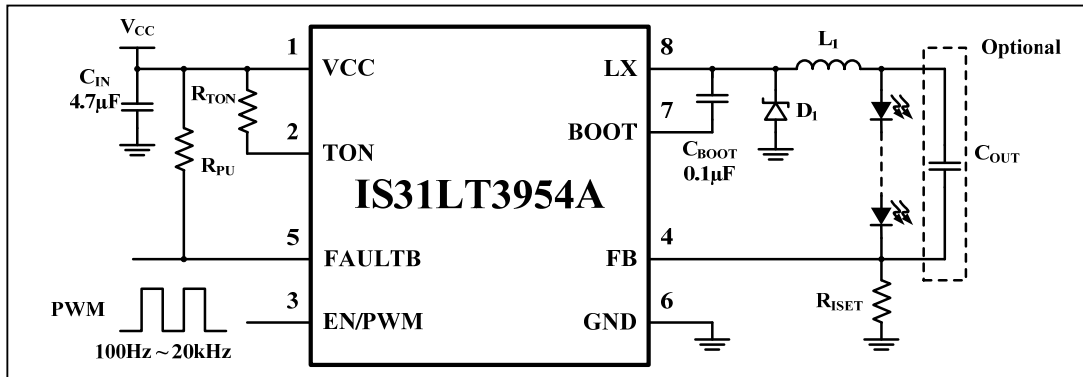 VCC
CIN
4.7µF
RTON
RPU
1
VCC
2
TON
IS31LT3954A
5
FAULTB
3
EN/PWM
PWM
100Hz ~ 20kHz
8
LX
7
BOOT
CBOOT
0.1µF
D1
L1
Optional
COUT
4
FB
6
GND
RISET